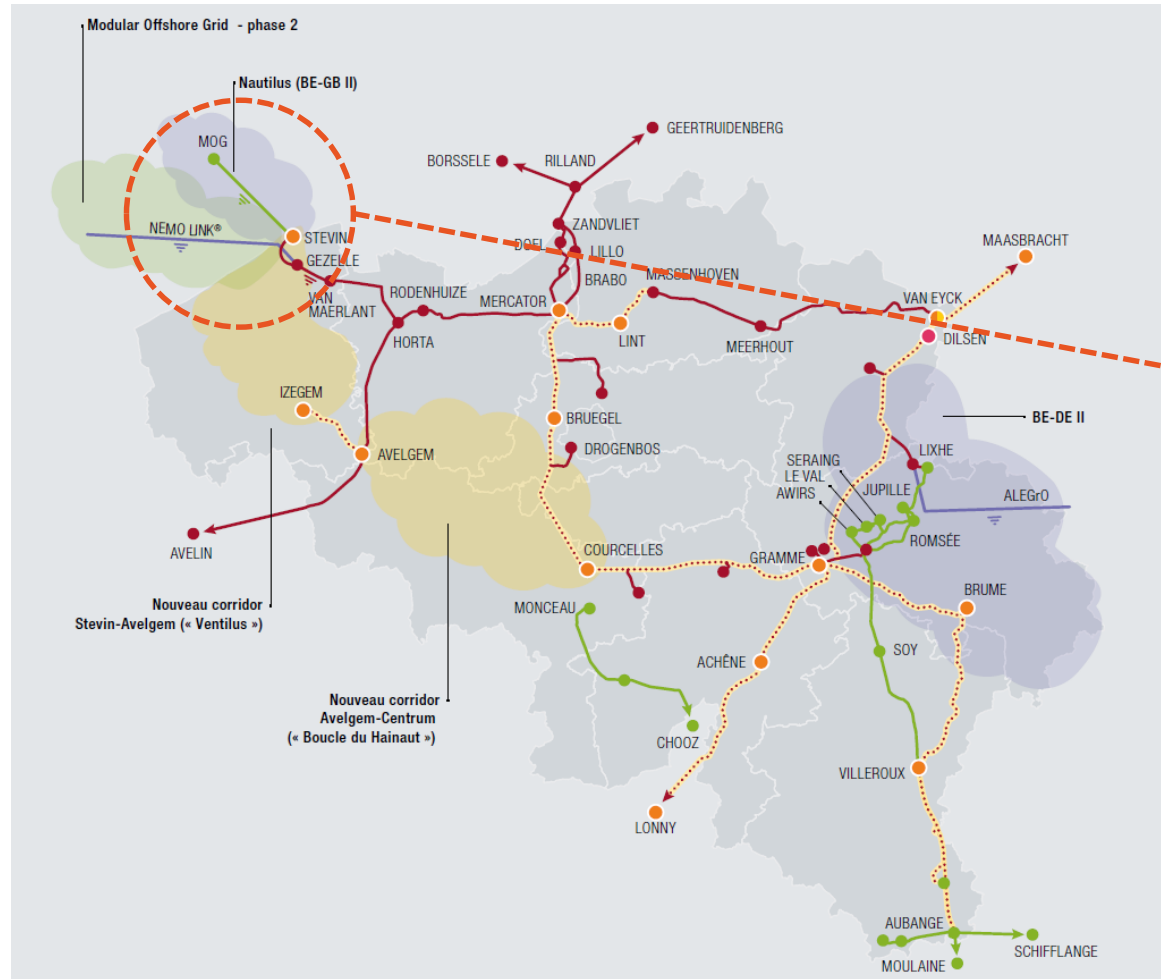 Modular Offshore Grid - phase 2
Nautilus (BE-GB II)
MOG
GEERTRUIDENBERG
BORSSELE
RILLAND
NEMO LINK®
STEVIN
ZANDVLIET
DOEL
LILLO
MAASBRACHT
GEZELLE
BRABO
MASSENHOVEN
VAN MAERLANT
RODENHUIZE
MERCATOR
VAN EYCK
HORTA
LINT
MEERHOUT
DILSEN
IZEGEM
BRUEGEL
BE-DE II
AVELGEM
DROGENBOS
LIXHE
SERAING
LE VAL
AWIRS
JUPILLE
ALEGrO
AVELIN
ROMSÉE
COURCELLES
GRAMME
BRUME
MONCEAU
Nouveau corridor
Stevin-Avelgem (« Ventilus »)
SOY
ACHÊNE
Nouveau corridor
Avelgem-Centrum
(« Boucle du Hainaut »)
CHOOZ
VILLEROUX
LONNY
AUBANGE
SCHIFFLANGE
MOULAINE